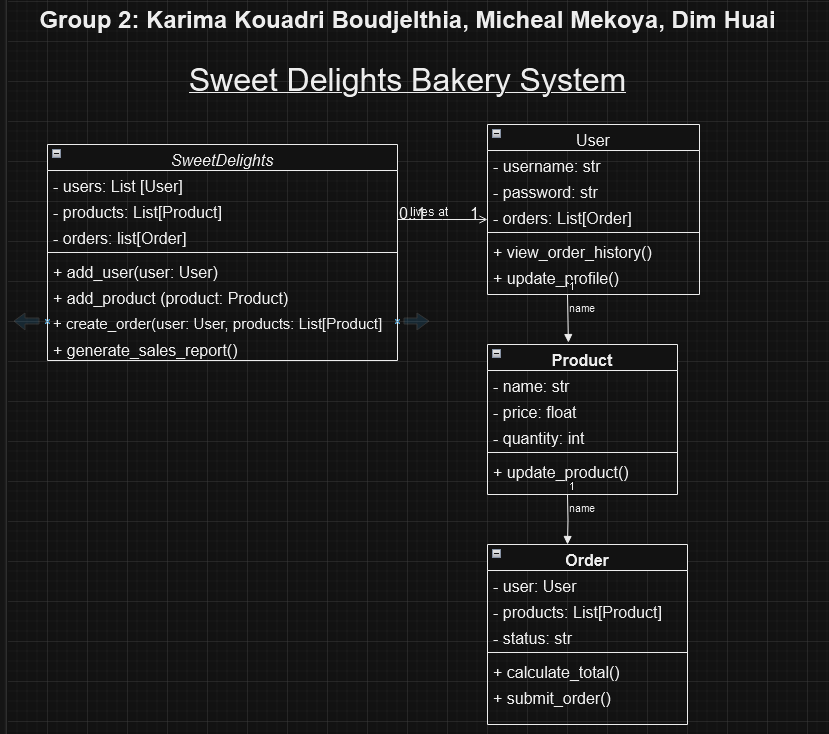 Group 2: Karima Kouadri Boudjelthia, Micheal Mekoya, Dim Huai
Sweet Delights Bakery System
SweetDelights
- users: List [User]
- products: List[Product]
- orders: list[Order]
+ add_user(user: User)
+ add_product (product: Product)
+ create_order(user: User, products: List[Product]
+ generate_sales_report()
0..1 lives at 1
User
- username: str
- password: str
- orders: List[Order]
+ view_order_history()
+ update_profile()
1
name
Product
- name: str
- price: float
- quantity: int
+ update_product()
1
name
Order
- user: User
- products: List[Product]
- status: str
+ calculate_total()
+ submit_order()